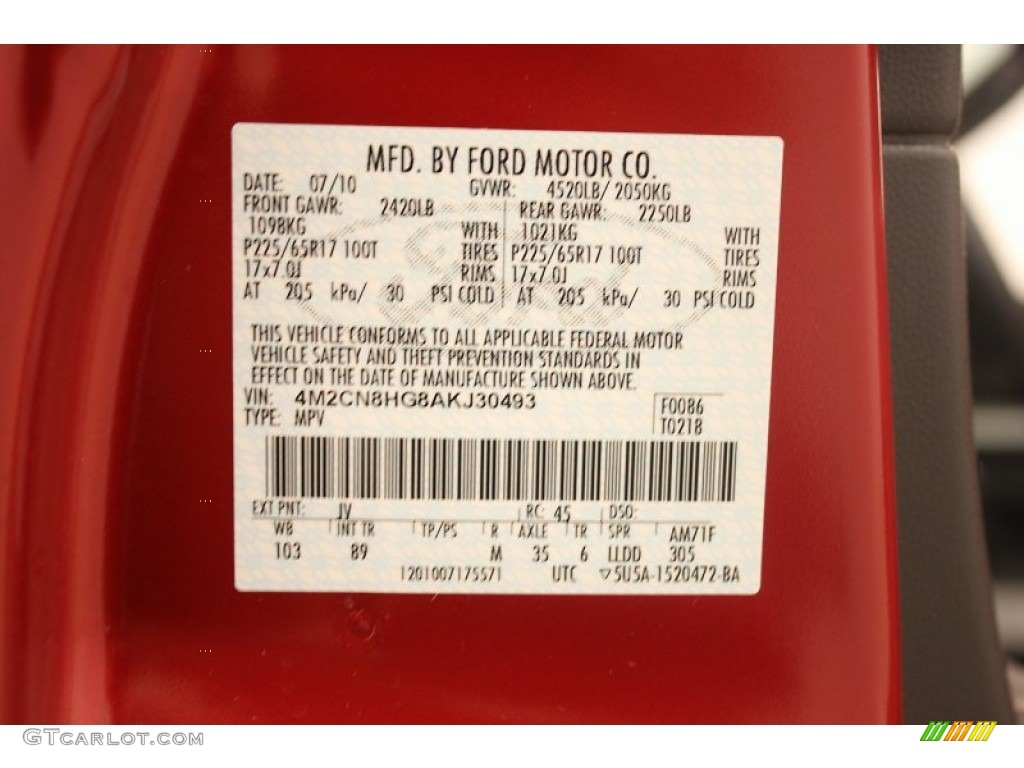 MFD. BY FORD MOTOR CO.
DATE: 07/10 GVWR: 4520LB/ 2050KG
FRONT GAWR: 2420LB REAR GAWR: 2250LB
1098KG WITH 1021KG WITH
P225/65R17 100T TIRES P225/65R17 100T TIRES
17x7.0J RIMS 17x7.0J RIMS
AT 205 kPa/ 30 PSI COLD AT 205 kPa/ 30 PSI COLD
THIS VEHICLE CONFORMS TO ALL APPLICABLE FEDERAL MOTOR
VEHICLE SAFETY AND THEFT PREVENTION STANDARDS IN
EFFECT ON THE DATE OF MANUFACTURE SHOWN ABOVE.
VIN: 4M2CN8HG8AKJ30493 F0086
TYPE: MPV T0218
EXT PNT: JV RC: 45 DSO:
WB INT TR TP/PS R AXLE TR SPR AM71F
103 89 M 35 6 LLDD 305
1201007175571 UTC ▽5U5A-1520472-BA
GTCARLOT.COM